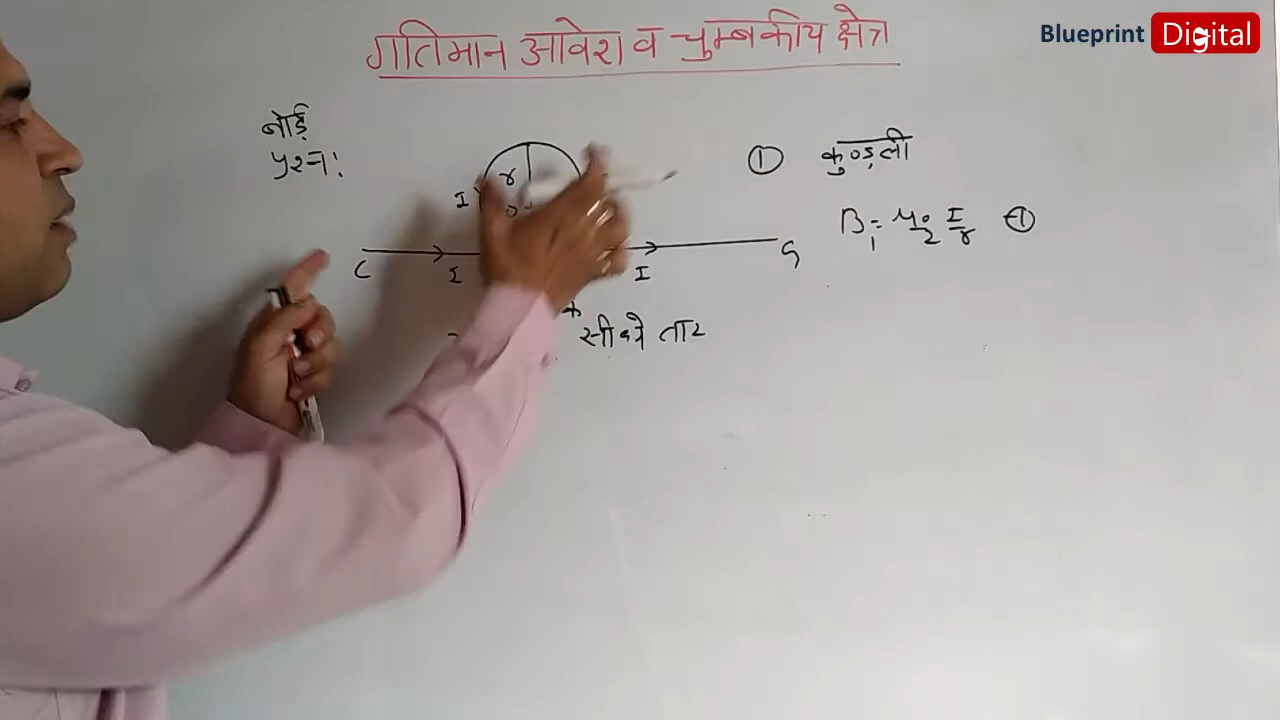 Blueprint Digital
गतिमान आवेश व चुम्बकीय क्षेत्र
बोर्ड
प्रश्न:
r
I
O
C
I
I
G
सीधे तार
① कुण्डली
B₁ = μ₀/2 I/r —①